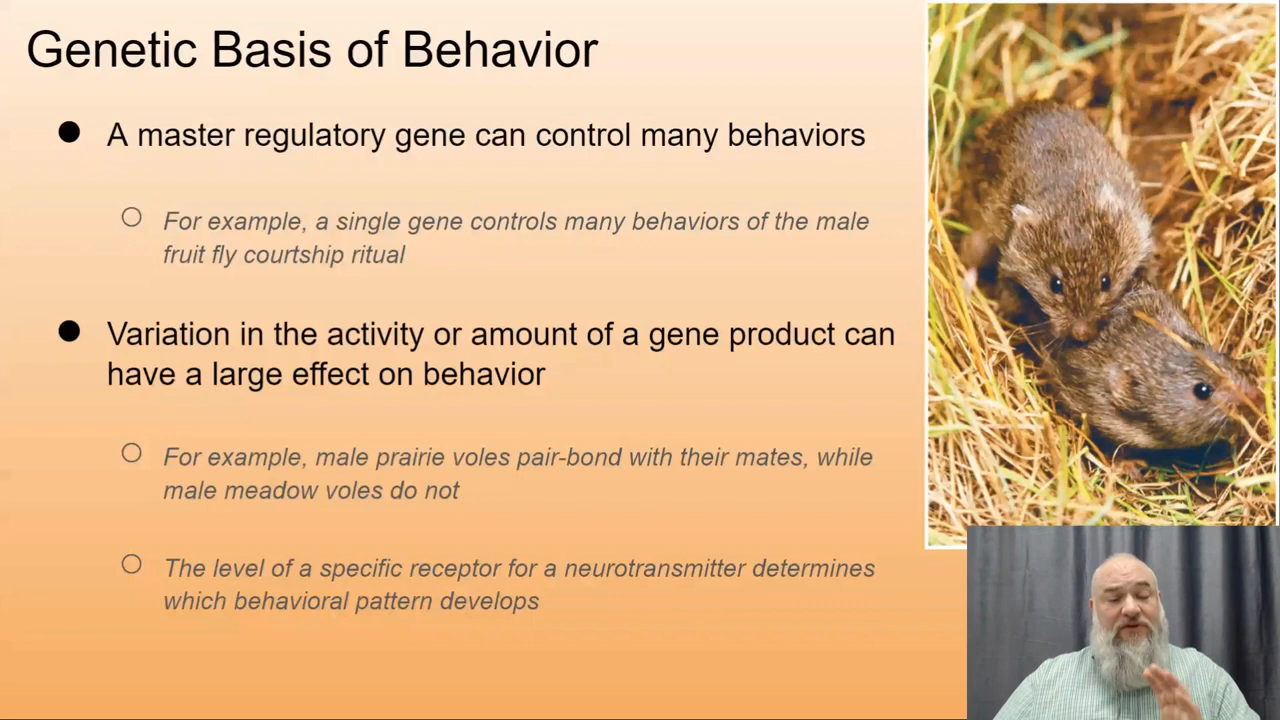 Genetic Basis of Behavior
● A master regulatory gene can control many behaviors
○ For example, a single gene controls many behaviors of the male
fruit fly courtship ritual
● Variation in the activity or amount of a gene product can
have a large effect on behavior
○ For example, male prairie voles pair-bond with their mates, while
male meadow voles do not
○ The level of a specific receptor for a neurotransmitter determines
which behavioral pattern develops